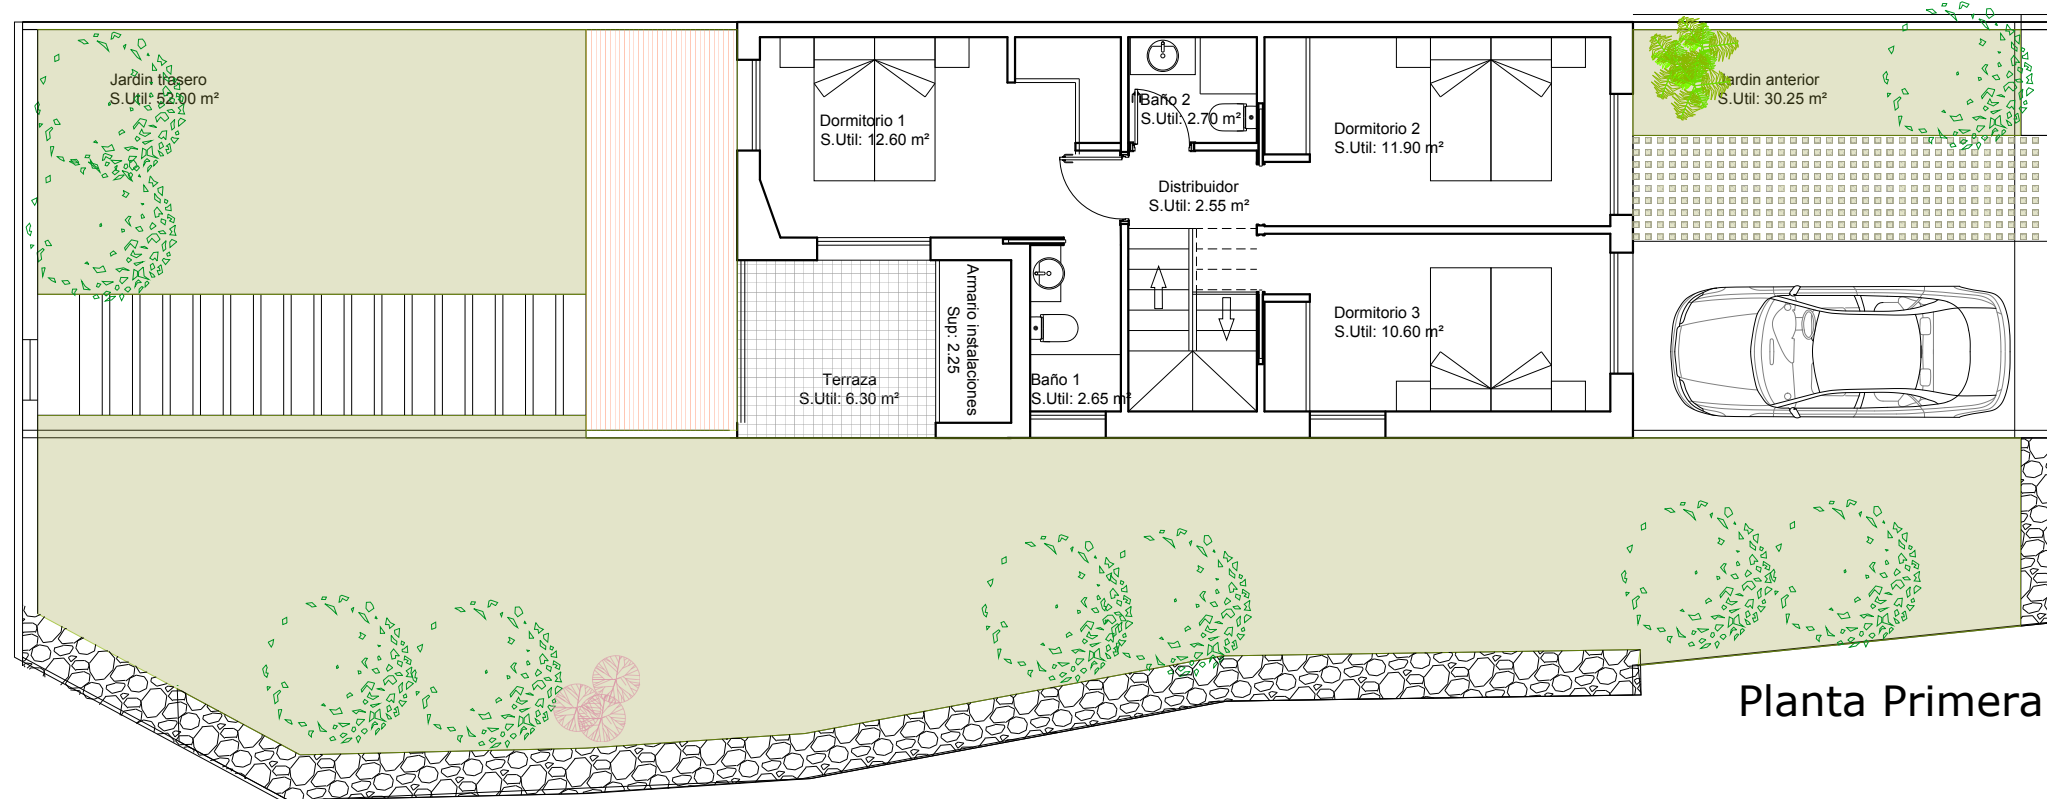 Jardin trasero
S.Util: 52.00 m²
Dormitorio 1
S.Util: 12.60 m²
Baño 2
S.Util: 2.70 m²
Dormitorio 2
S.Util: 11.90 m²
Jardin anterior
S.Util: 30.25 m²
Distribuidor
S.Util: 2.55 m²
Armario instalaciones
Sup: 2.25
Dormitorio 3
S.Util: 10.60 m²
Terraza
S.Util: 6.30 m²
Baño 1
S.Util: 2.65 m²
Planta Primera